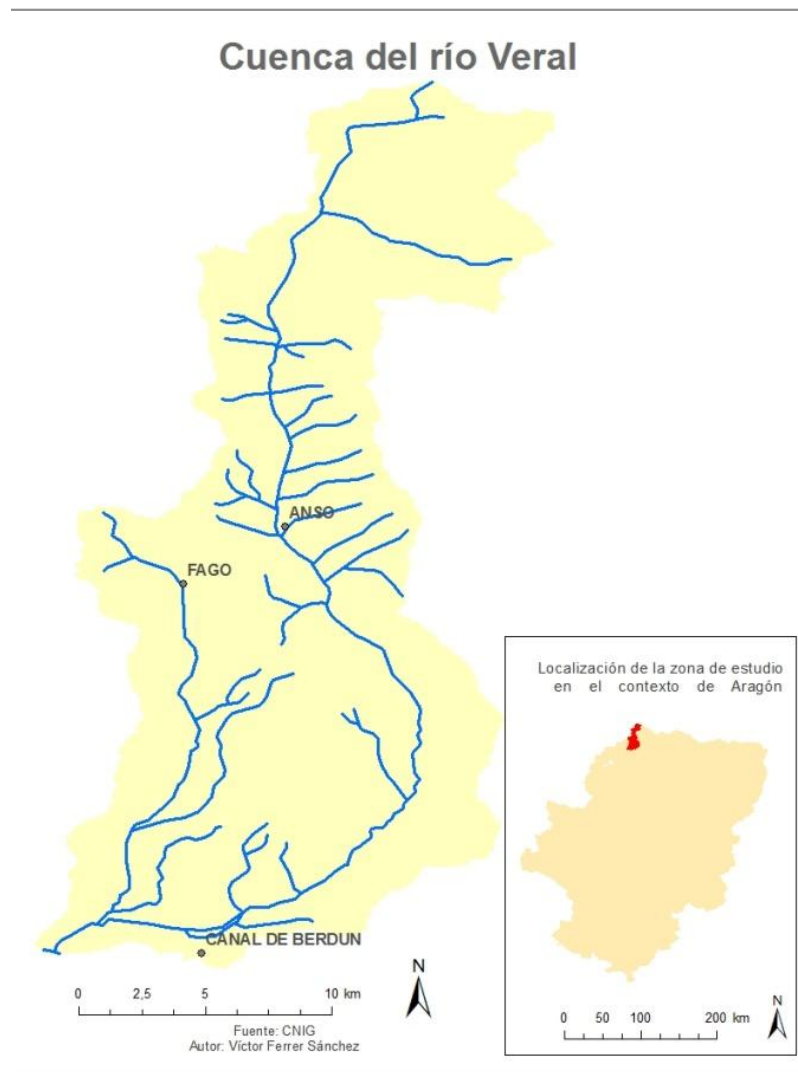 Cuenca del río Veral
ANSO
FAGO
Localización de la zona de estudio
en el contexto de Aragón
CANAL DE BERDUN
N
0 2,5 5 10 km
Fuente: CNIG
Autor: Víctor Ferrer Sánchez
N
0 50 100 200 km